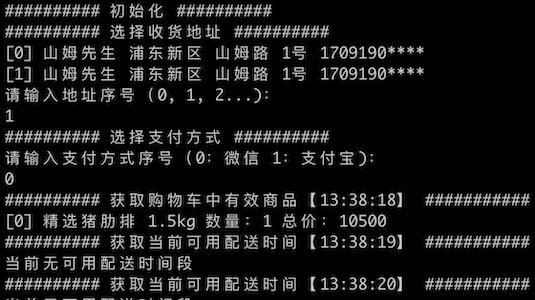 ########## 初始化 ##########
########## 选择收货地址 ##########
[0] 山姆先生 浦东新区 山姆路 1号 1709190****
[1] 山姆先生 浦东新区 山姆路 1号 1709190****
请输入地址序号（0, 1, 2...):
1
########## 选择支付方式 ##########
请输入支付方式序号（0: 微信 1: 支付宝):
0
########## 获取购物车中有效商品【13:38:18】 ###########
[0] 精选猪肋排 1.5kg 数量: 1 总价: 10500
########## 获取当前可用配送时间【13:38:19】 ###########
当前无可用配送时间段
########## 获取当前可用配送时间【13:38:20】 ###########